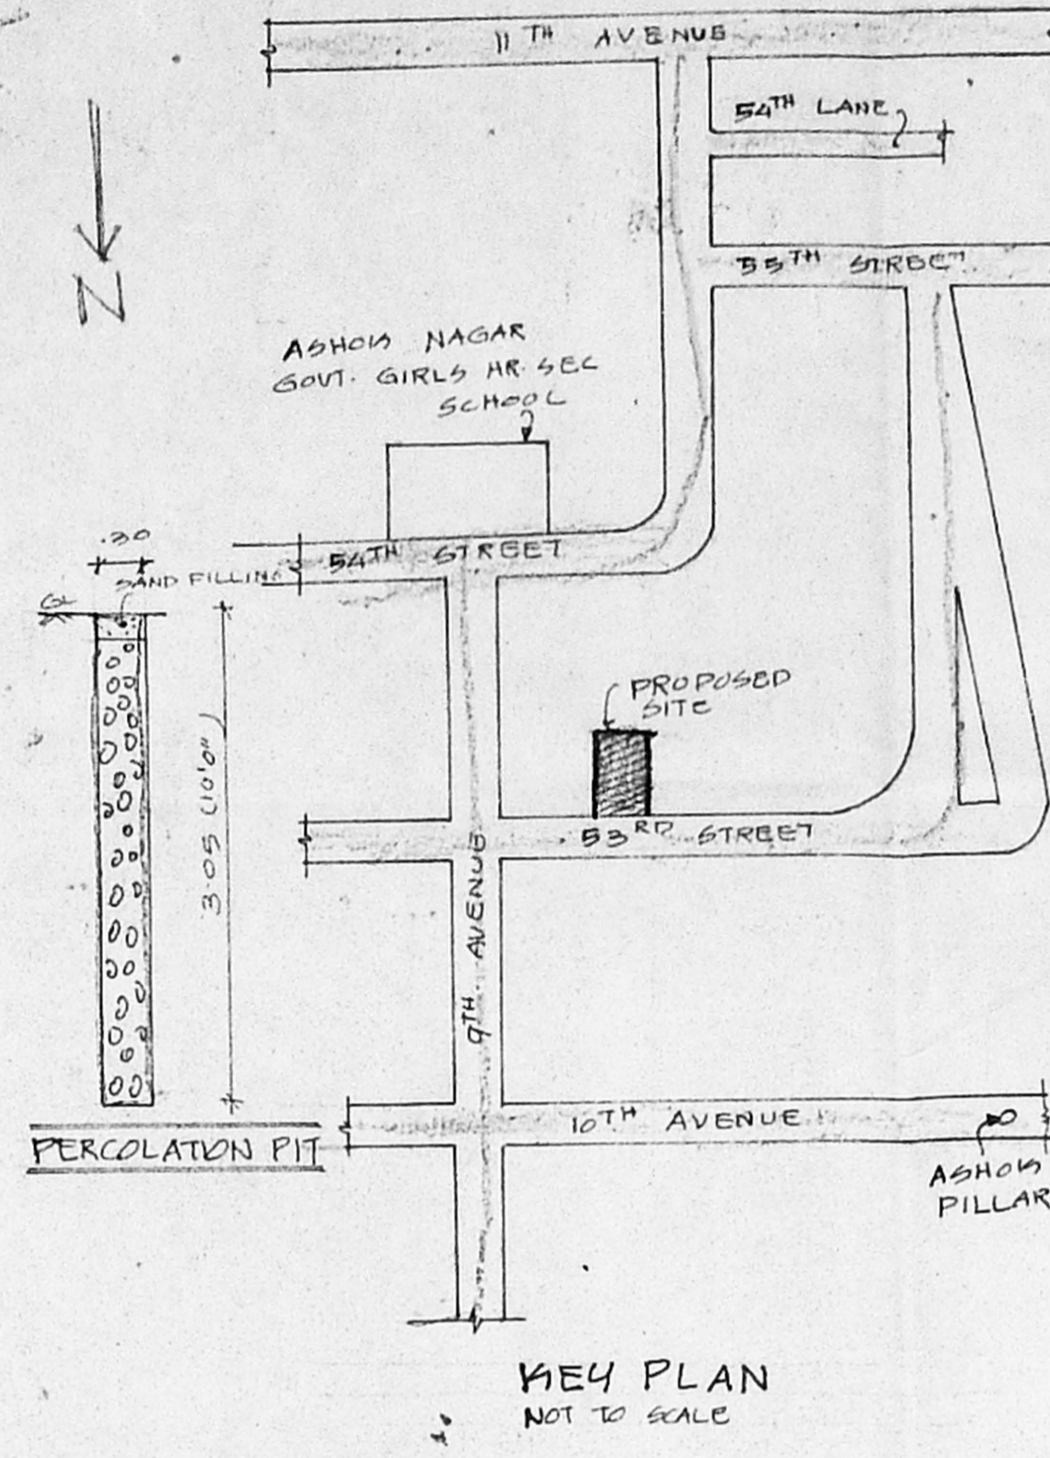 11TH AVENUE
54TH LANE
N
55TH STREET
ASHOK NAGAR
GOVT. GIRLS HR. SEC
SCHOOL
.30
54TH STREET
SAND FILLING
PROPOSED
SITE
3.05 (10'0")
53RD STREET
9TH AVENUE
10TH AVENUE
PERCOLATION PIT
ASHOK
PILLAR
KEY PLAN
NOT TO SCALE